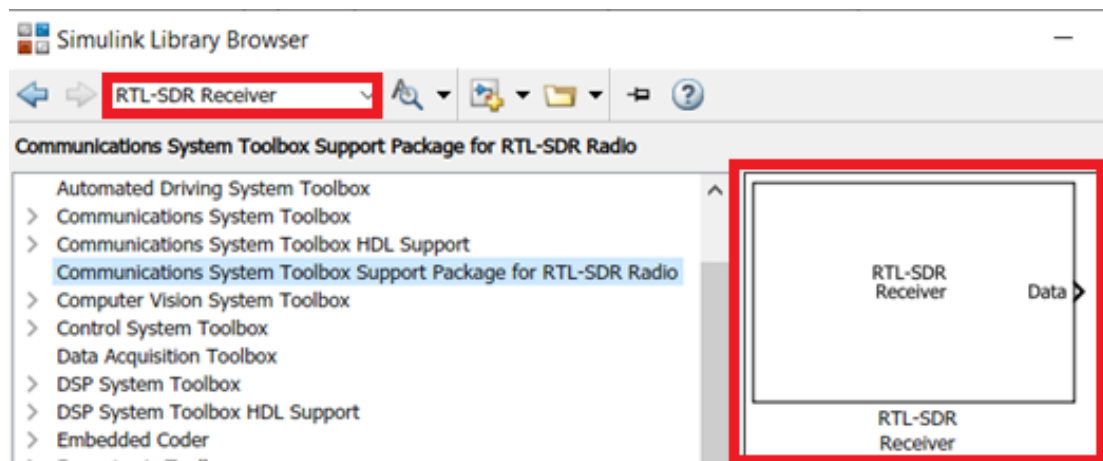 Simulink Library Browser
RTL-SDR Receiver
Communications System Toolbox Support Package for RTL-SDR Radio
Automated Driving System Toolbox
Communications System Toolbox
Communications System Toolbox HDL Support
Communications System Toolbox Support Package for RTL-SDR Radio
Computer Vision System Toolbox
Control System Toolbox
Data Acquisition Toolbox
DSP System Toolbox
DSP System Toolbox HDL Support
Embedded Coder
RTL-SDR
Receiver
Data
RTL-SDR
Receiver